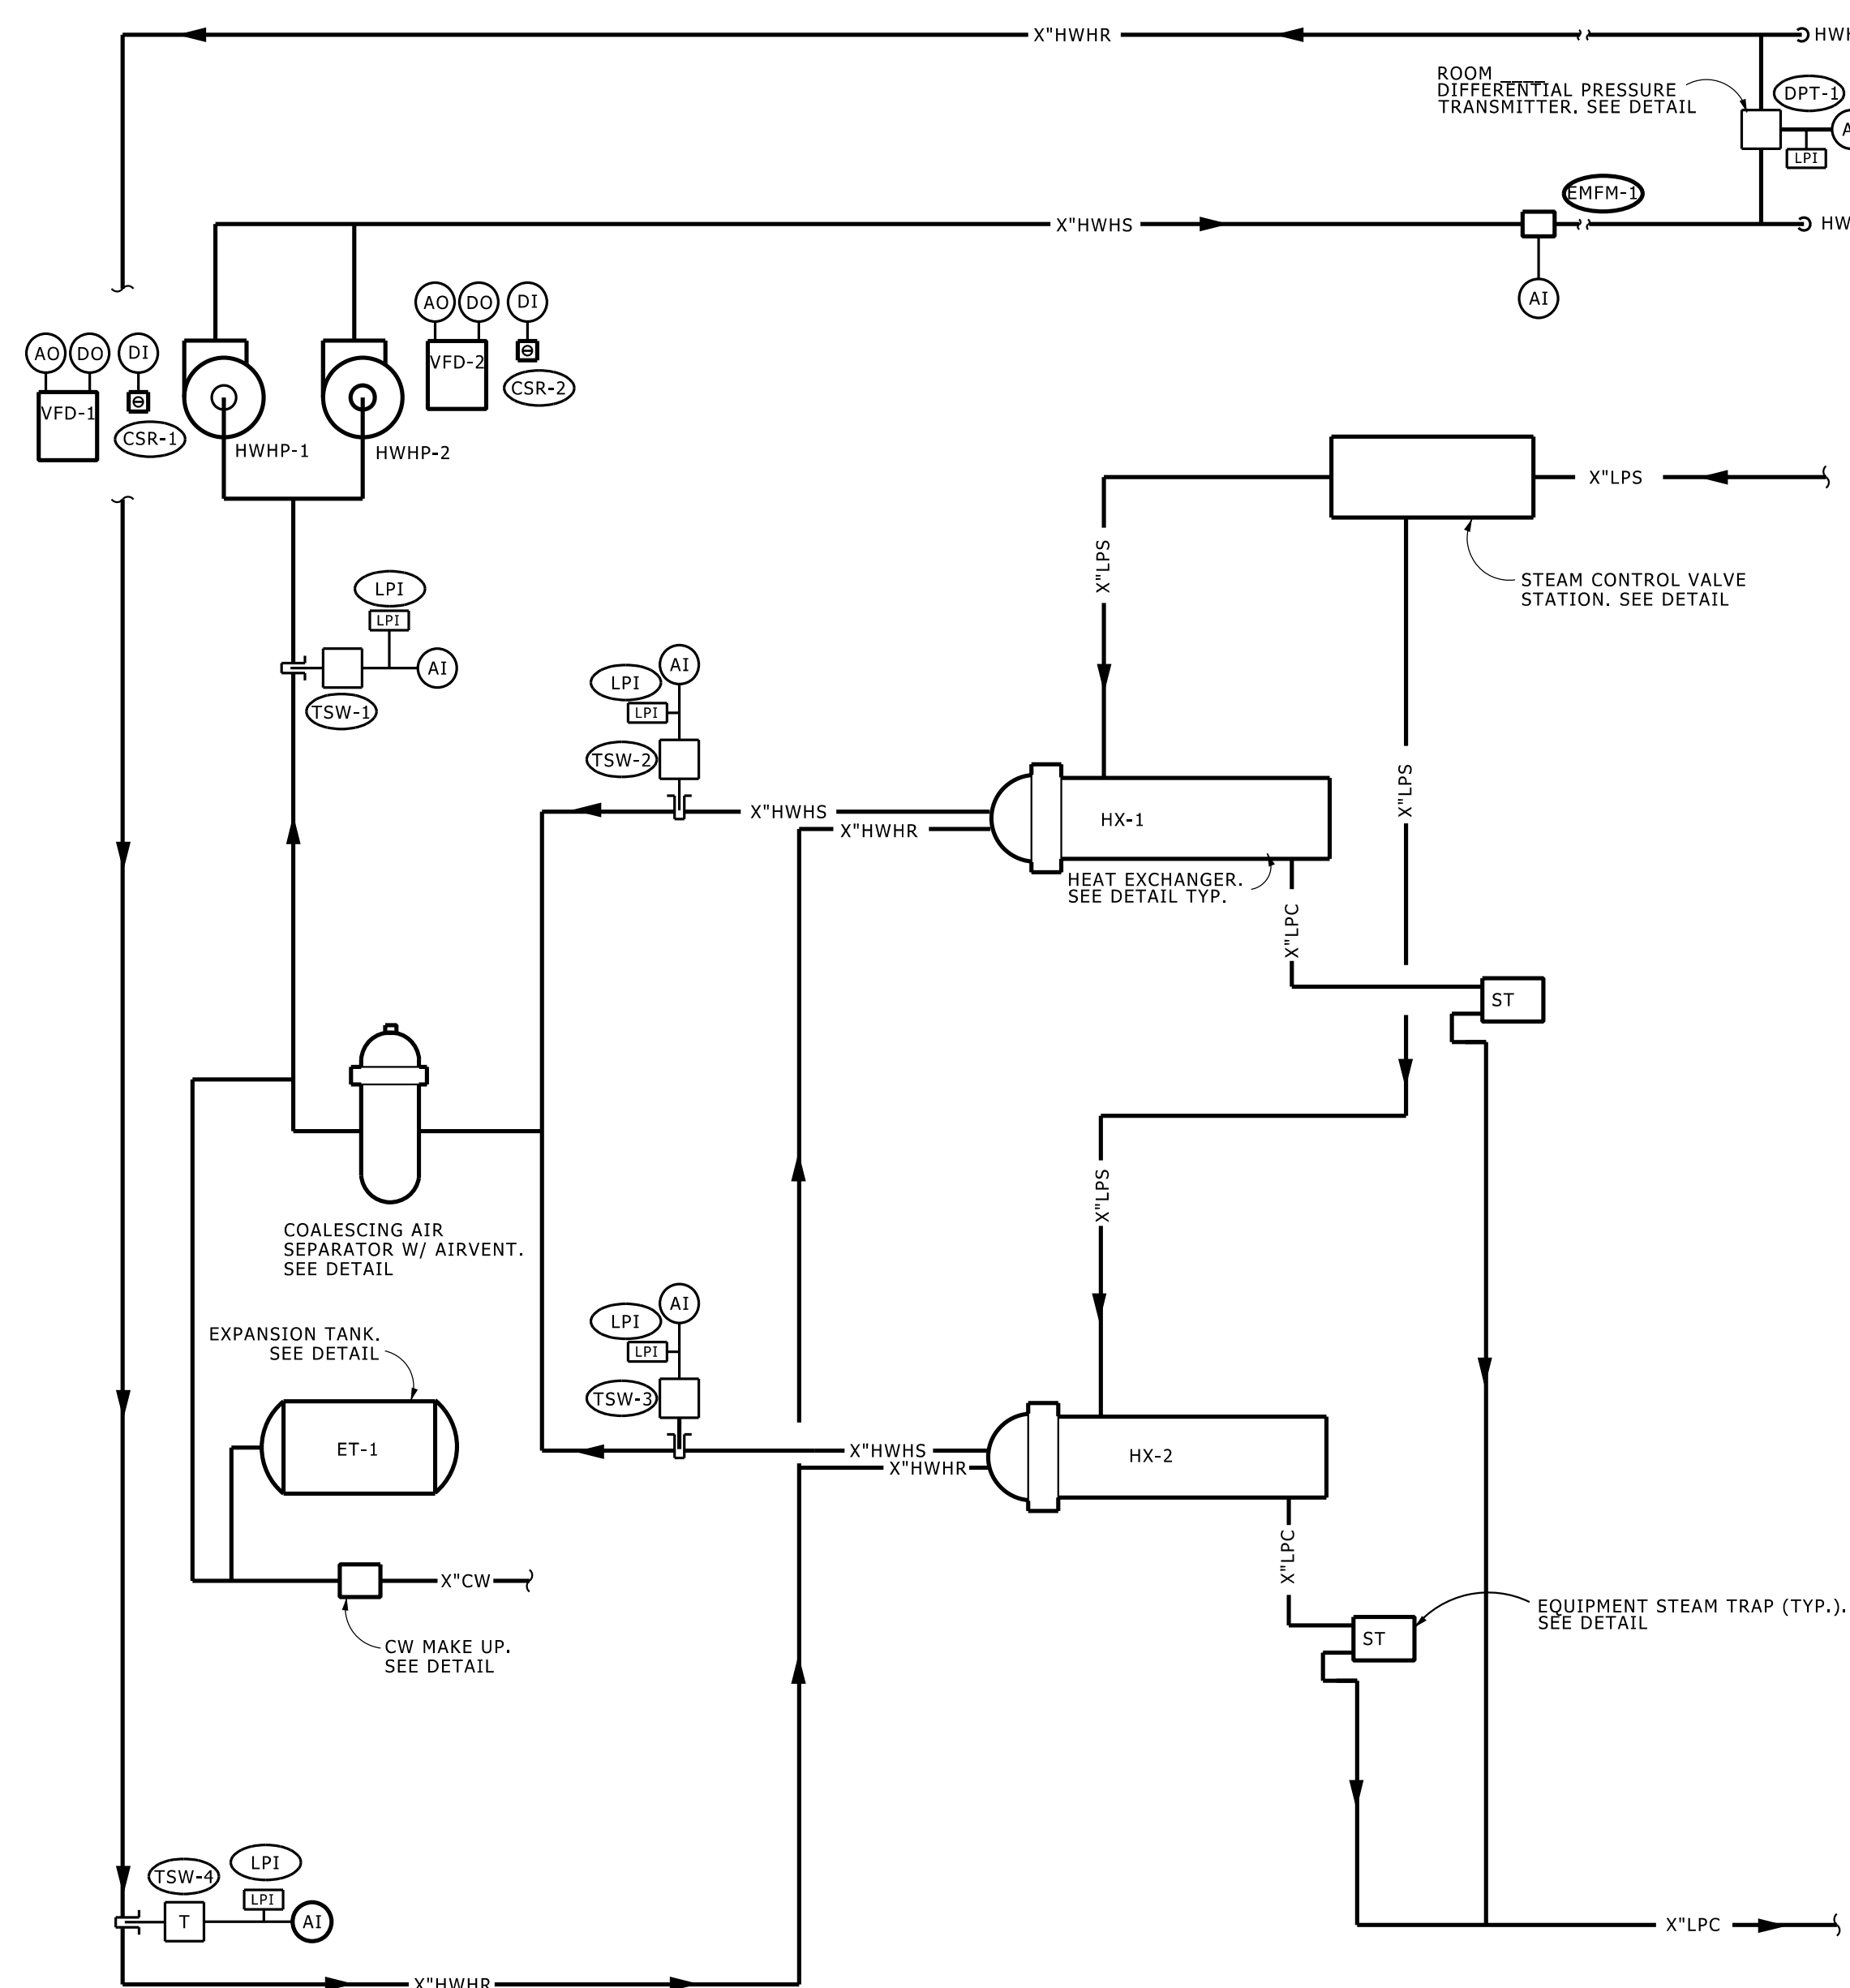 X"HWHR
HWH
ROOM ____
DIFFERENTIAL PRESSURE
TRANSMITTER. SEE DETAIL
DPT-1
A
LPI
EMFM-1
X"HWHS
HW
AI
AO
DO
DI
VFD-2
CSR-2
AO
DO
DI
VFD-1
CSR-1
HWHP-1
HWHP-2
X"LPS
X"LPS
STEAM CONTROL VALVE
STATION. SEE DETAIL
LPI
LPI
AI
TSW-1
AI
LPI
LPI
TSW-2
X"HWHS
X"HWHR
HX-1
X"LPS
HEAT EXCHANGER.
SEE DETAIL TYP.
X"LPC
ST
X"LPS
COALESCING AIR
SEPARATOR W/ AIRVENT.
SEE DETAIL
AI
LPI
LPI
TSW-3
EXPANSION TANK.
SEE DETAIL
ET-1
X"HWHS
X"HWHR
HX-2
X"LPC
X"CW
CW MAKE UP.
SEE DETAIL
ST
EQUIPMENT STEAM TRAP (TYP.).
SEE DETAIL
TSW-4
LPI
LPI
T
AI
X"LPC
X"HWHR